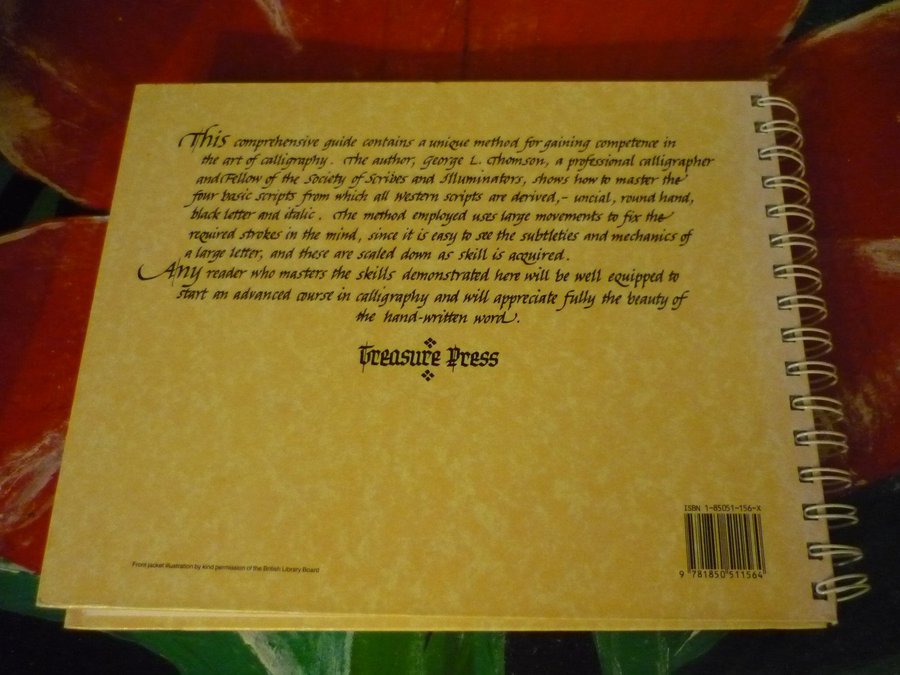 This comprehensive guide contains a unique method for gaining competence in
the art of calligraphy. The author, George L. Thomson, a professional calligrapher
and Fellow of the Society of Scribes and Illuminators, shows how to master the
four basic scripts from which all western scripts are derived,- uncial, round hand,
black letter and italic. The method employed uses large movements to fix the
required strokes in the mind, since it is easy to see the subtleties and mechanics of
a large letter, and these are scaled down as skill is acquired.
Any reader who masters the skills demonstrated here will be well equipped to
start an advanced course in calligraphy and will appreciate fully the beauty of
the hand-written word.
Treasure Press
ISBN 1-85051-156-X
9 781850 511564
Front jacket illustration by kind permission of the British Library Board